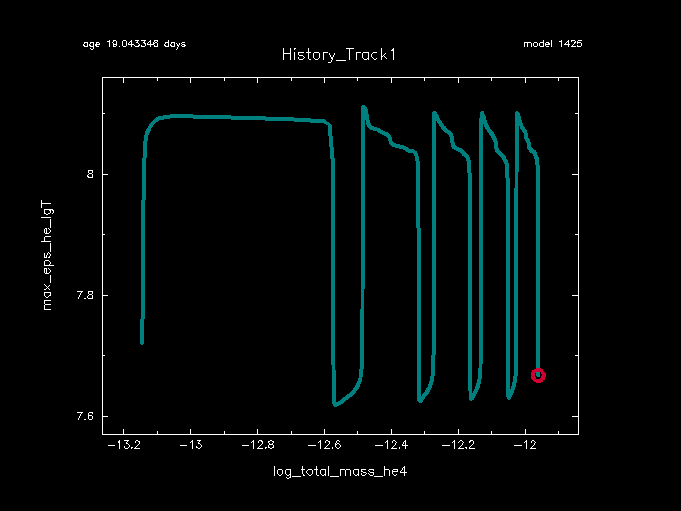 age 19.043346 days
model 1425
History_Track1
8
7.8
7.6
max_eps_he_lgT
−13.2 −13 −12.8 −12.6 −12.4 −12.2 −12
log_total_mass_he4